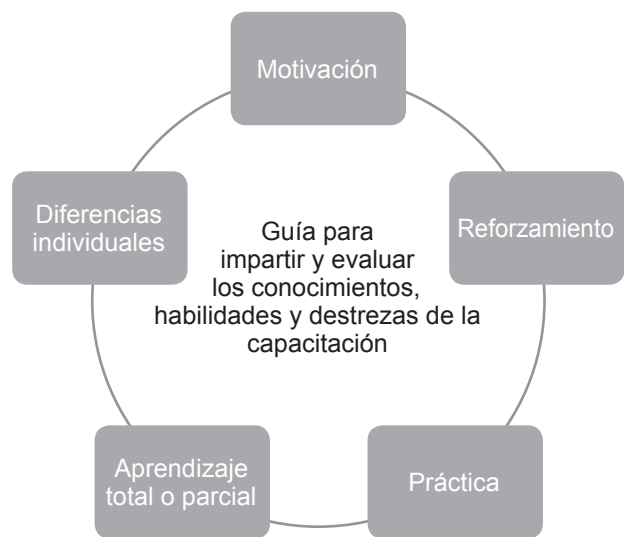 Motivación
Diferencias
individuales
Reforzamiento
Guía para
impartir y evaluar
los conocimientos,
habilidades y destrezas de la
capacitación
Aprendizaje
total o parcial
Práctica